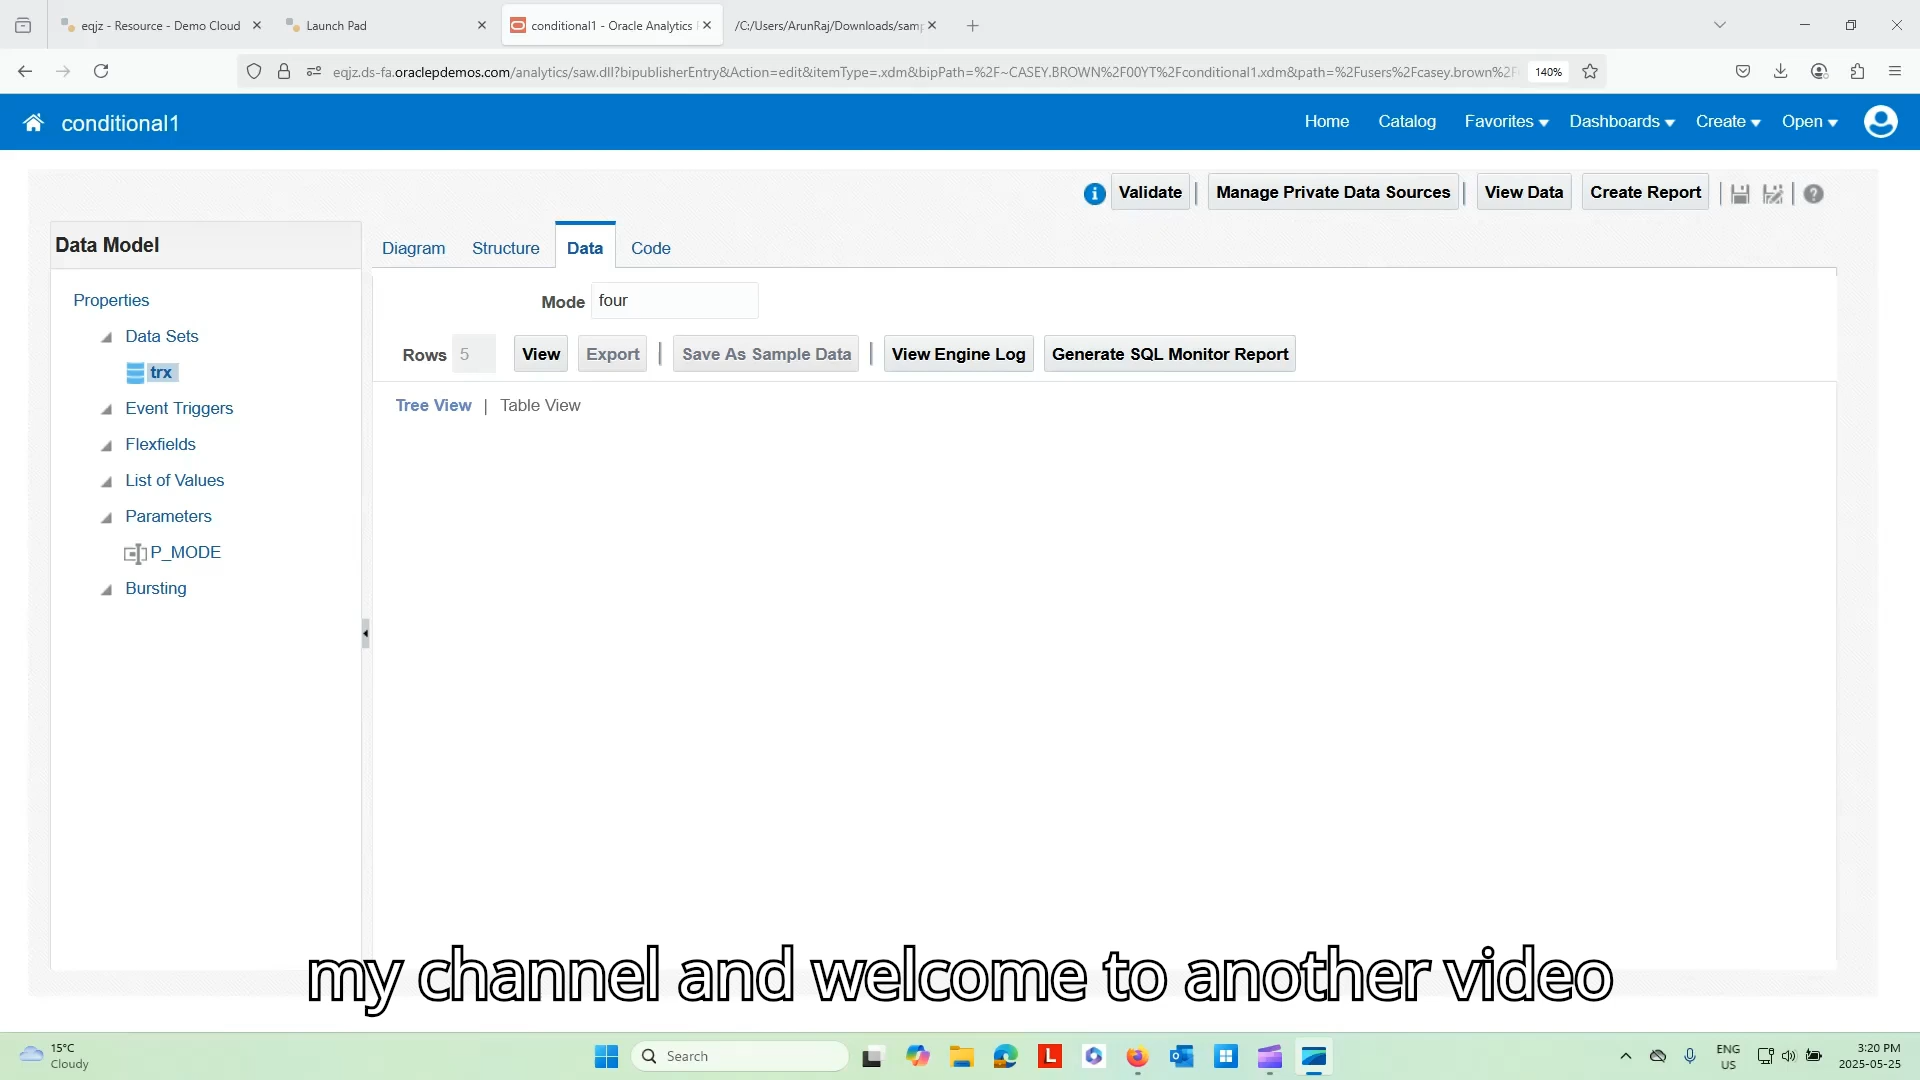 eqjz - Resource - Demo Cloud
Launch Pad
conditional1 - Oracle Analytics
/C:/Users/ArunRaj/Downloads/samp
eqjz.ds-fa.oraclepdemos.com/analytics/saw.dll?bipublisherEntry&Action=edit&itemType=.xdm&bipPath=%2F~CASEY.BROWN%2F00YT%2Fconditional1.xdm&path=%2Fusers%2Fcasey.brown%2F
140%
conditional1
Home
Catalog
Favorites
Dashboards
Create
Open
Validate
Manage Private Data Sources
View Data
Create Report
Data Model
Diagram
Structure
Data
Code
Properties
Data Sets
trx
Event Triggers
Flexfields
List of Values
Parameters
P_MODE
Bursting
Mode four
Rows 5
View
Export
Save As Sample Data
View Engine Log
Generate SQL Monitor Report
Tree View | Table View
my channel and welcome to another video
15°C
Cloudy
Search
L
ENG
US
3:20 PM
2025-05-25